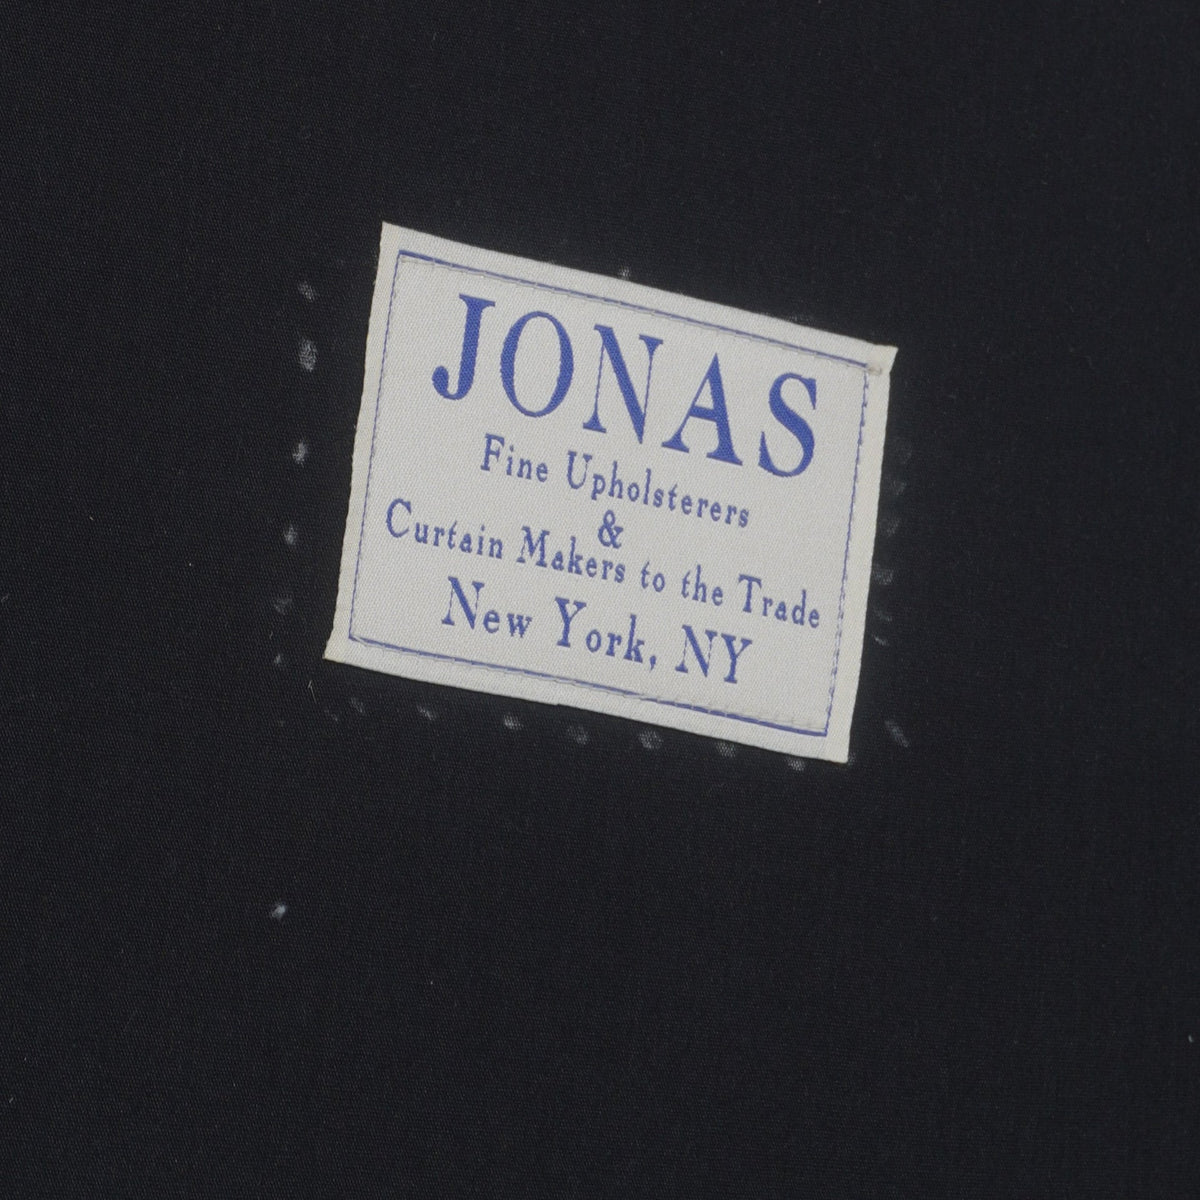 JONAS
Fine Upholsterers
&
Curtain Makers to the Trade
New York, NY